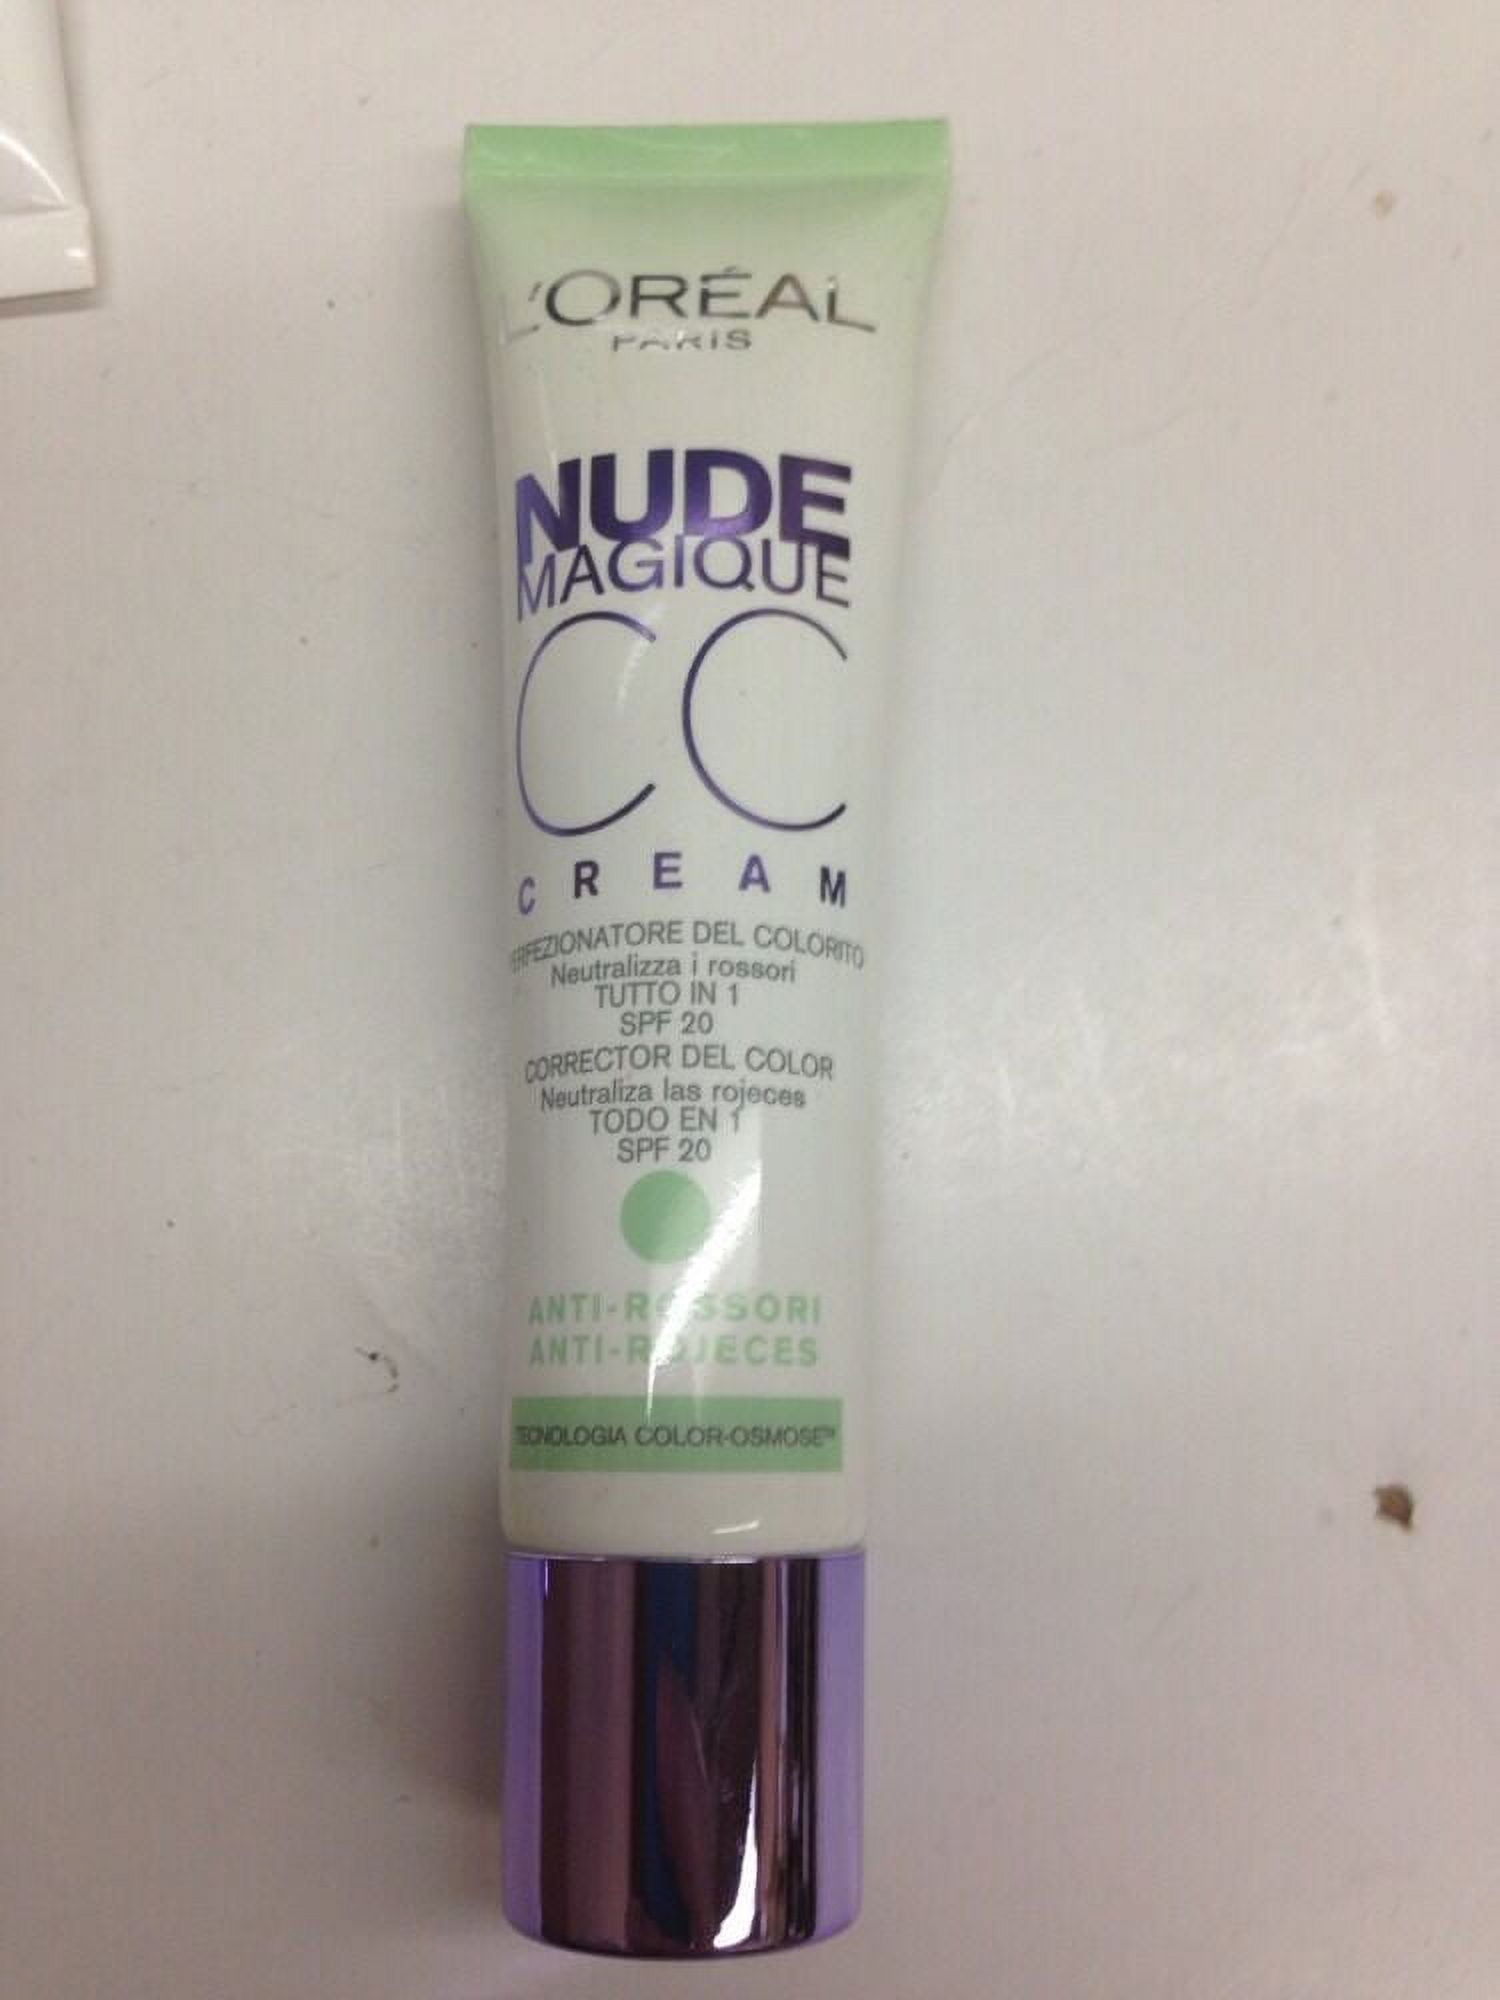 L'ORÉAL
PARIS
NUDE
MAGIQUE
CC
CREAM
PERFEZIONATORE DEL COLORITO
Neutralizza i rossori
TUTTO IN 1
SPF 20
CORRECTOR DEL COLOR
Neutraliza las rojeces
TODO EN 1
SPF 20
ANTI-ROSSORI
ANTI-ROJECES
TECNOLOGIA COLOR-OSMOSE™